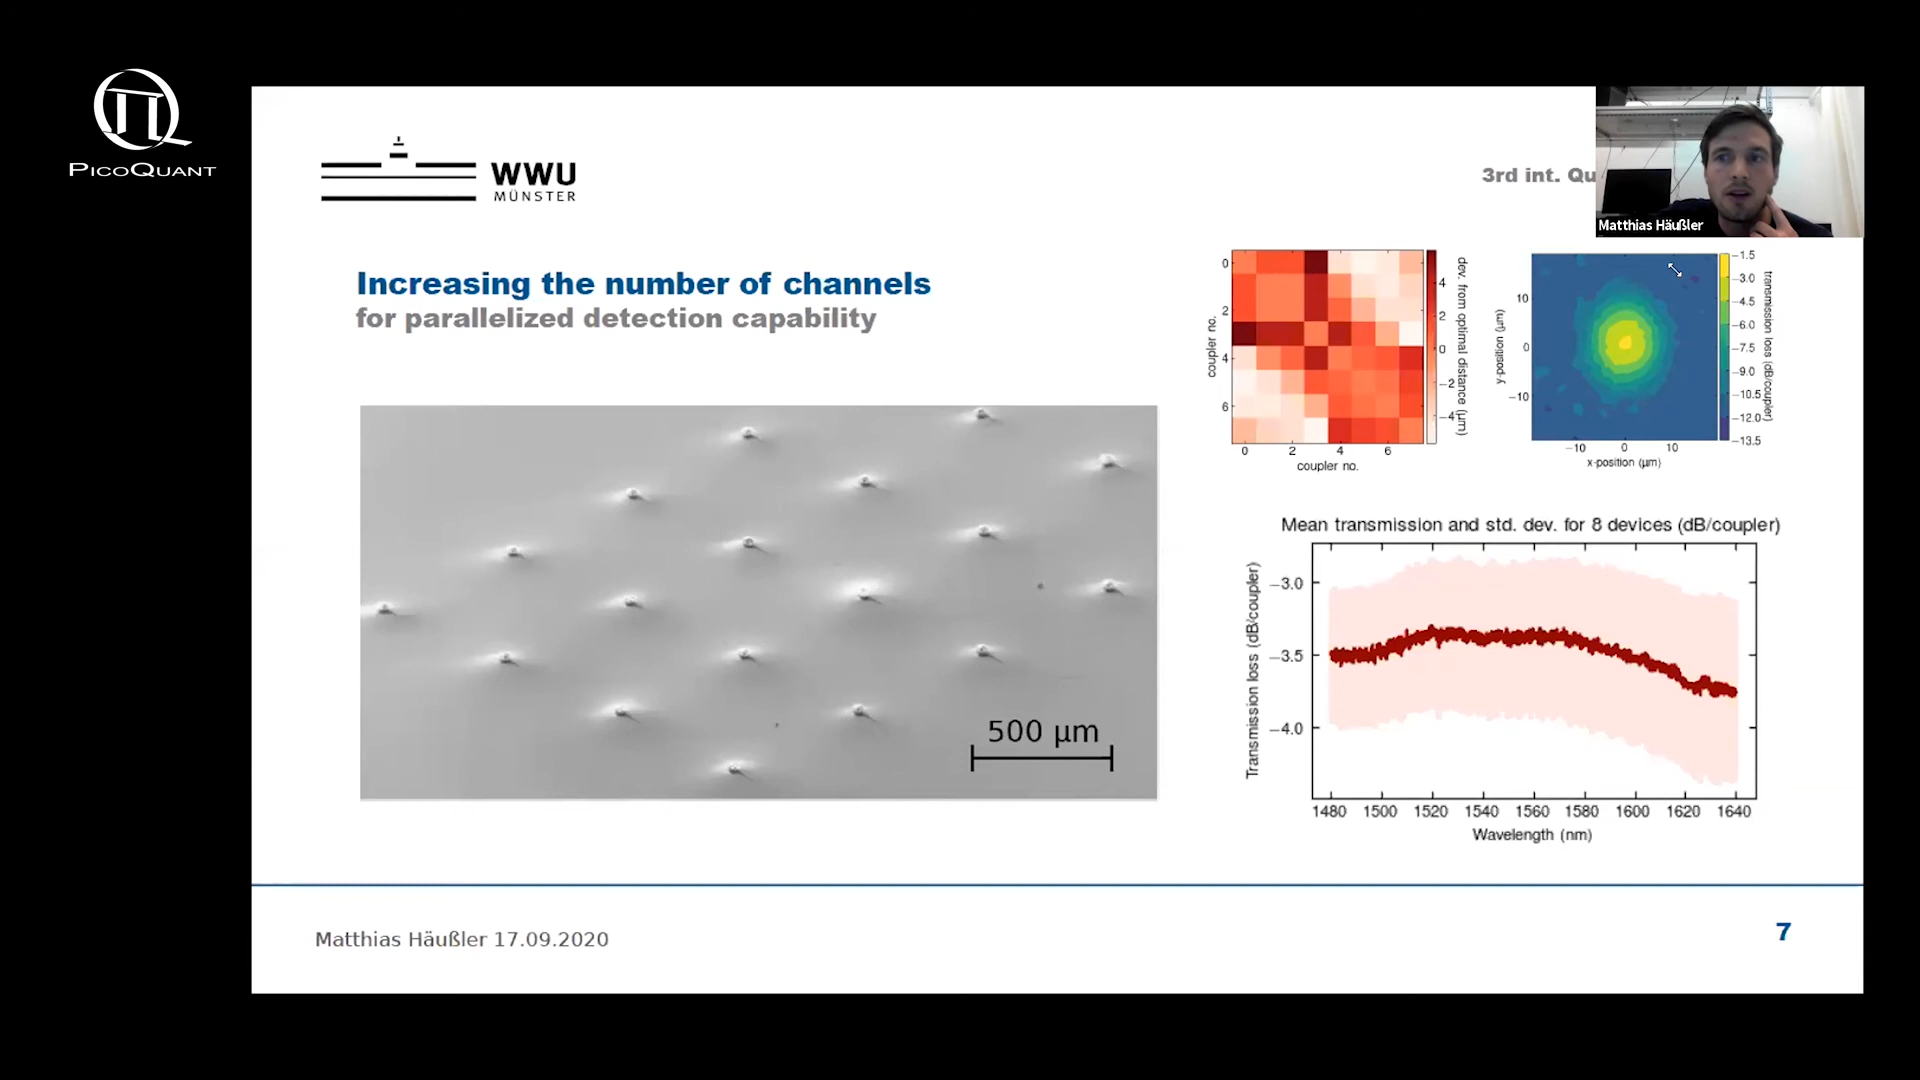 PicoQuant
WWU
MÜNSTER
3rd int. Qu
Matthias Häußler
Increasing the number of channels
for parallelized detection capability
500 µm
0
2
4
6
coupler no.
0 2 4 6
coupler no.
4
2
0
−2
−4
dev. from optimal distance (µm)
10
0
−10
y-position (µm)
−10 0 10
x-position (µm)
−1.5
−3.0
−4.5
−6.0
−7.5
−9.0
−10.5
−12.0
−13.5
transmission loss (dB/coupler)
Mean transmission and std. dev. for 8 devices (dB/coupler)
Transmission loss (dB/coupler)
−3.0
−3.5
−4.0
1480 1500 1520 1540 1560 1580 1600 1620 1640
Wavelength (nm)
Matthias Häußler 17.09.2020
7